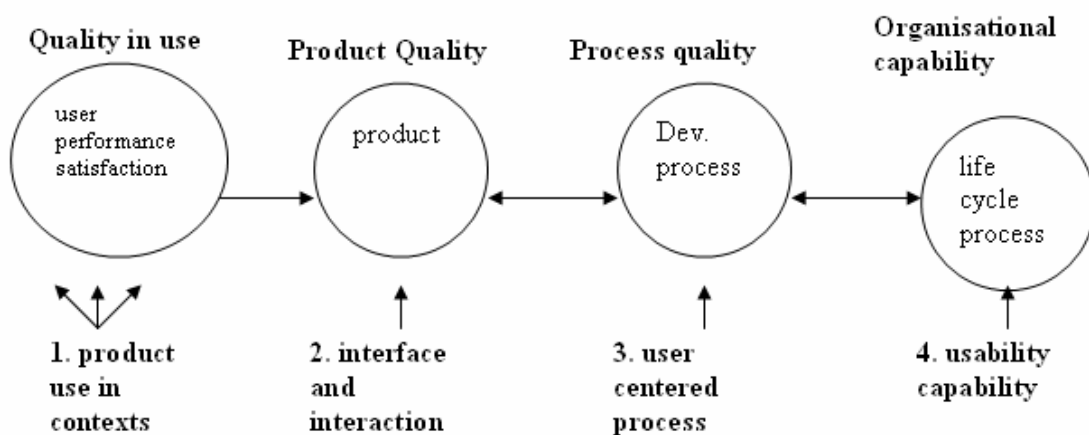 Quality in use
Product Quality
Process quality
Organisational
capability
user
performance
satisfaction
product
Dev.
process
life
cycle
process
1. product
use in
contexts
2. interface
and
interaction
3. user
centered
process
4. usability
capability